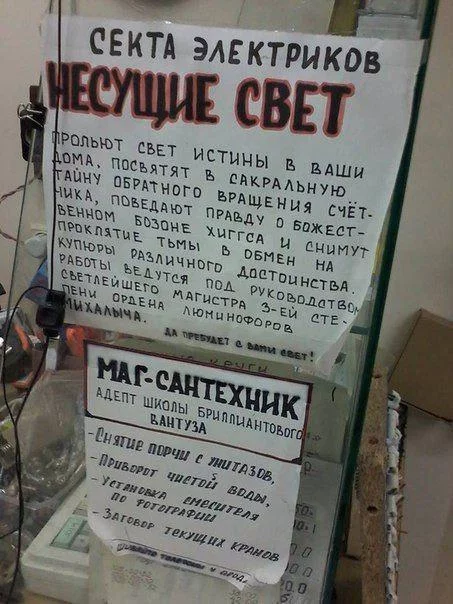 СЕКТА ЭЛЕКТРИКОВ
НЕСУЩИЕ СВЕТ
ПРОЛЬЮТ СВЕТ ИСТИНЫ В ВАШИ
ДОМА, ПОСВЯТЯТ В САКРАЛЬНУЮ
ТАЙНУ ОБРАТНОГО ВРАЩЕНИЯ СЧЁТ-
ЧИКА, ПОВЕДАЮТ ПРАВДУ О БОЖЕСТ-
ВЕННОМ БОЗОНЕ ХИГГСА И СНИМУТ
ПРОКЛЯТИЕ ТЬМЫ В ОБМЕН НА
КУПЮРЫ РАЗЛИЧНОГО ДОСТОИНСТВА.
РАБОТЫ ВЕДУТСЯ ПОД РУКОВОДСТВОМ
СВЕТЛЕЙШЕГО МАГИСТРА 3-ЕЙ СТЕ-
ПЕНИ ОРДЕНА ЛЮМИНОФОРОВ
МИХАЛЫЧА.
ДА ПРЕБУДЕТ С ВАМИ СВЕТ!
КРУГИ
МАГ-САНТЕХНИК
АДЕПТ ШКОЛЫ БРИЛЛИАНТОВОГО
ВАНТУЗА
- СНЯТИЕ ПОРЧИ С УНИТАЗОВ,
- ПРИВОРОТ ЧИСТОЙ ВОДЫ,
- УСТАНОВКА СМЕСИТЕЛЯ
ПО ФОТОГРАФИИ
- ЗАГОВОР ТЕКУЩИХ КРАНОВ